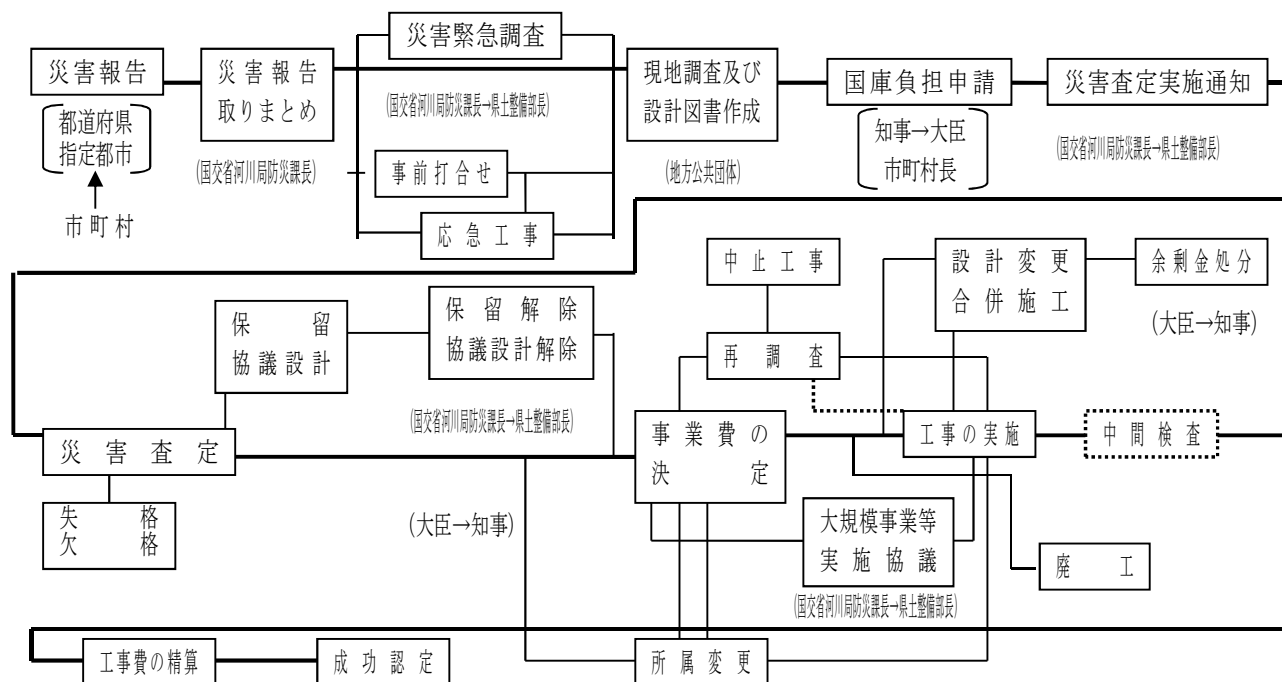 災害報告
都道府県
指定都市
市町村
災害報告
取りまとめ
(国交省河川局防災課長)
災害緊急調査
(国交省河川局防災課長→県土整備部長)
事前打合せ
応急工事
現地調査及び
設計図書作成
(地方公共団体)
国庫負担申請
知事→大臣
市町村長
災害査定実施通知
(国交省河川局防災課長→県土整備部長)
災害査定
失格
欠格
保留
協議設計
保留解除
協議設計解除
(国交省河川局防災課長→県土整備部長)
(大臣→知事)
中止工事
再調査
事業費の
決定
設計変更
合併施工
余剰金処分
(大臣→知事)
工事の実施
中間検査
大規模事業等
実施協議
(国交省河川局防災課長→県土整備部長)
廃工
所属変更
工事費の精算
成功認定